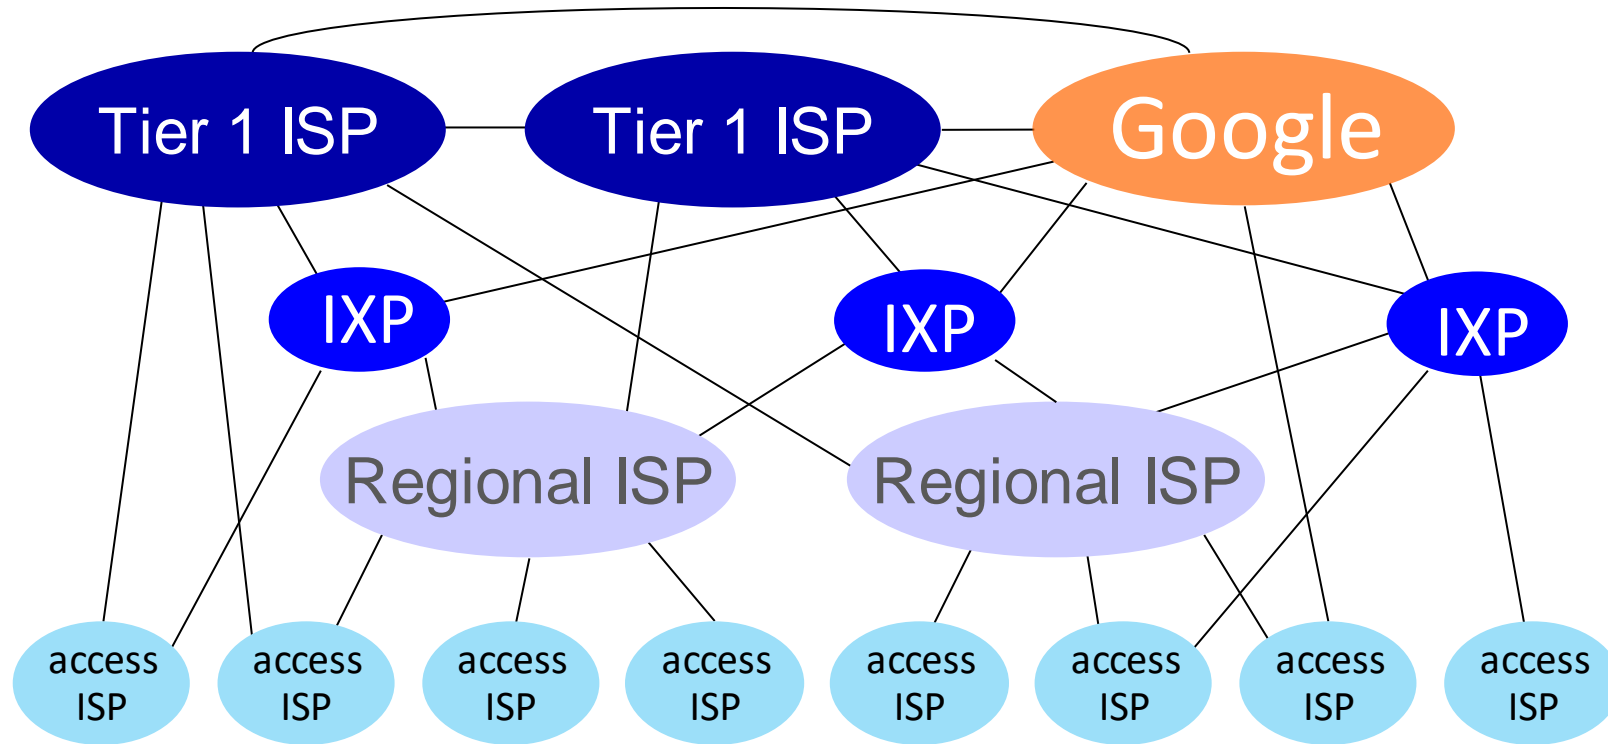 Tier 1 ISP
Tier 1 ISP
Google
IXP
IXP
IXP
Regional ISP
Regional ISP
access
ISP
access
ISP
access
ISP
access
ISP
access
ISP
access
ISP
access
ISP
access
ISP